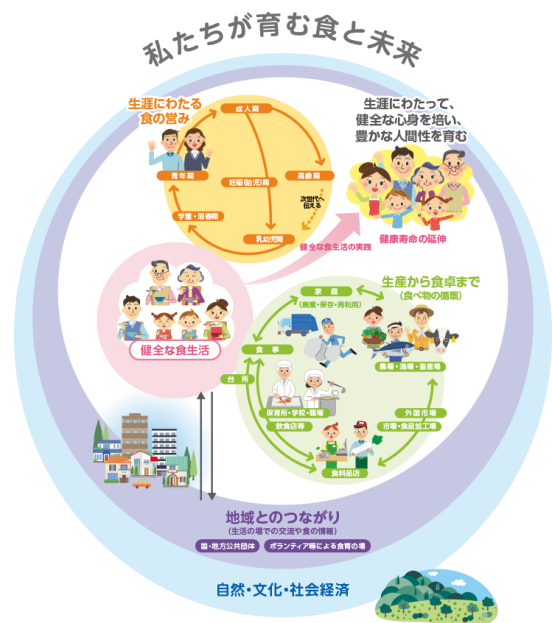 私たちが育む食と未来
生涯にわたる
食の営み
成人期
青年期
妊娠(胎児)期
高齢期
次世代へ
伝える
学童・思春期
乳幼児期
生涯にわたって、
健全な心身を培い、
豊かな人間性を育む
健康寿命の延伸
健全な食生活の実践
健全な食生活
生産から食卓まで
(食べ物の循環)
家庭
(廃棄・保存・再利用)
食事
台所
農場・漁場・畜産場
保育所・学校・職場
飲食店等
外国市場
市場・食品加工場
食料品店
地域とのつながり
(生活の場での交流や食の情報)
国・地方公共団体
ボランティア等による食育の場
自然・文化・社会経済